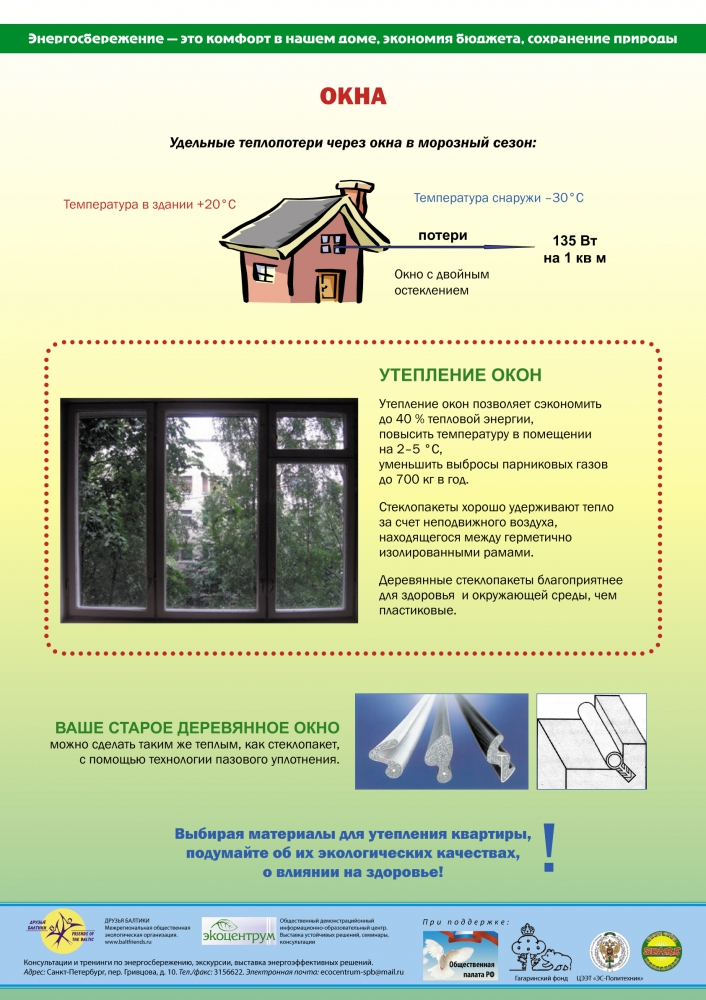 Энергосбережение — это комфорт в нашем доме, экономия бюджета, сохранение природы
ОКНА
Удельные теплопотери через окна в морозный сезон:
Температура в здании +20°С
Температура снаружи –30°С
потери
135 Вт
на 1 кв м
Окно с двойным
остеклением
УТЕПЛЕНИЕ ОКОН
Утепление окон позволяет сэкономить
до 40 % тепловой энергии,
повысить температуру в помещении
на 2–5 °С,
уменьшить выбросы парниковых газов
до 700 кг в год.
Стеклопакеты хорошо удерживают тепло
за счет неподвижного воздуха,
находящегося между герметично
изолированными рамами.
Деревянные стеклопакеты благоприятнее
для здоровья и окружающей среды, чем
пластиковые.
ВАШЕ СТАРОЕ ДЕРЕВЯННОЕ ОКНО
можно сделать таким же теплым, как стеклопакет,
с помощью технологии пазового уплотнения.
Выбирая материалы для утепления квартиры,
подумайте об их экологических качествах,
о влиянии на здоровье!
!
ДРУЗЬЯ
БАЛТИКИ
FRIENDS OF
THE BALTIC
ДРУЗЬЯ БАЛТИКИ
Межрегиональная общественная
экологическая организация.
www.baltfriends.ru
экоцентрум
Общественный демонстрационный
информационно-образовательный центр.
Выставка устойчивых решений, семинары,
консультации
При поддержке:
Общественная
палата РФ
Гагаринский фонд
ЦЭЭТ «ЭС-Политехник»
Консультации и тренинги по энергосбережению, экскурсии, выставка энергоэффективных решений.
Адрес: Санкт-Петербург, пер. Гривцова, д. 10. Тел./факс: 3156622. Электронная почта: ecocentrum-spb@mail.ru